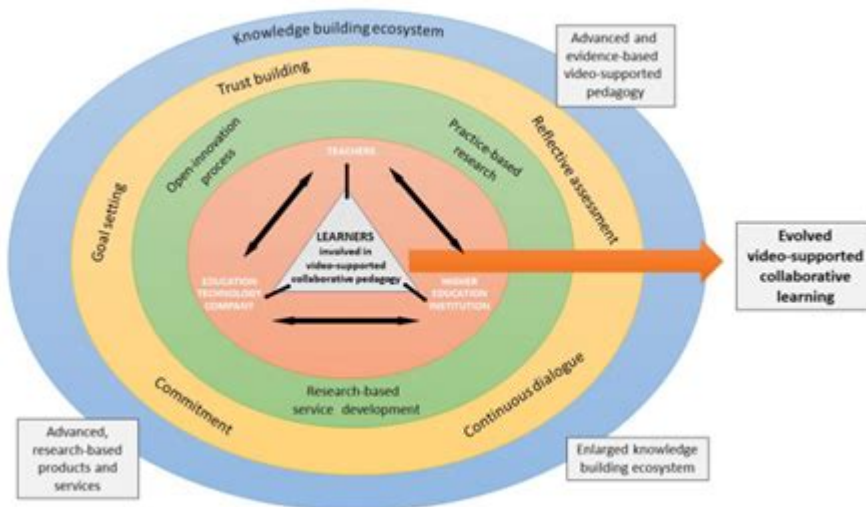 Knowledge building ecosystem
Advanced and
evidence-based
video-supported
pedagogy
Trust building
Open-innovation
process
Practice-based
research
Reflective assessment
Goal setting
TEACHERS
LEARNERS
involved in
video-supported
collaborative pedagogy
EDUCATION
TECHNOLOGY
COMPANY
HIGHER
EDUCATION
INSTITUTION
Evolved
video-supported
collaborative
learning
Research-based
service development
Commitment
Continuous dialogue
Advanced,
research-based
products and
services
Enlarged knowledge
building ecosystem